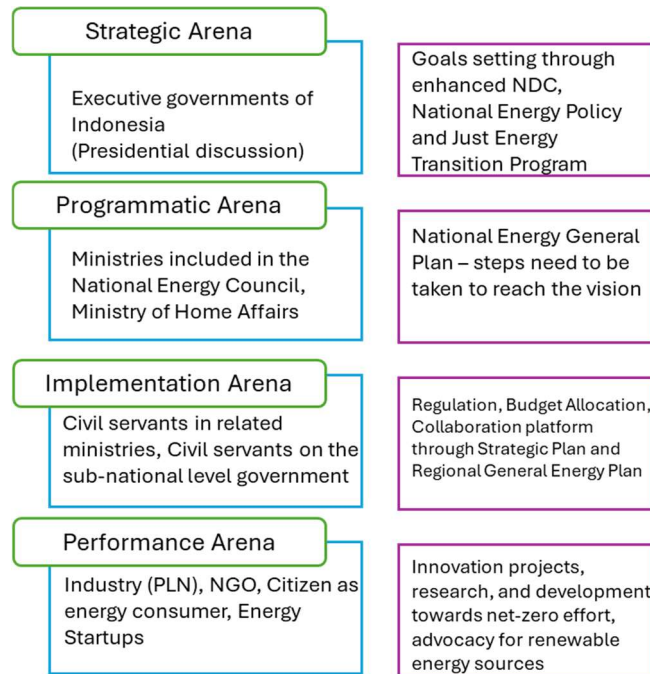 Strategic Arena
Executive governments of
Indonesia
(Presidential discussion)
Goals setting through
enhanced NDC,
National Energy Policy
and Just Energy
Transition Program
Programmatic Arena
Ministries included in the
National Energy Council,
Ministry of Home Affairs
National Energy General
Plan – steps need to be
taken to reach the vision
Implementation Arena
Civil servants in related
ministries, Civil servants on the
sub-national level government
Regulation, Budget Allocation,
Collaboration platform
through Strategic Plan and
Regional General Energy Plan
Performance Arena
Industry (PLN), NGO, Citizen as
energy consumer, Energy
Startups
Innovation projects,
research, and development
towards net-zero effort,
advocacy for renewable
energy sources